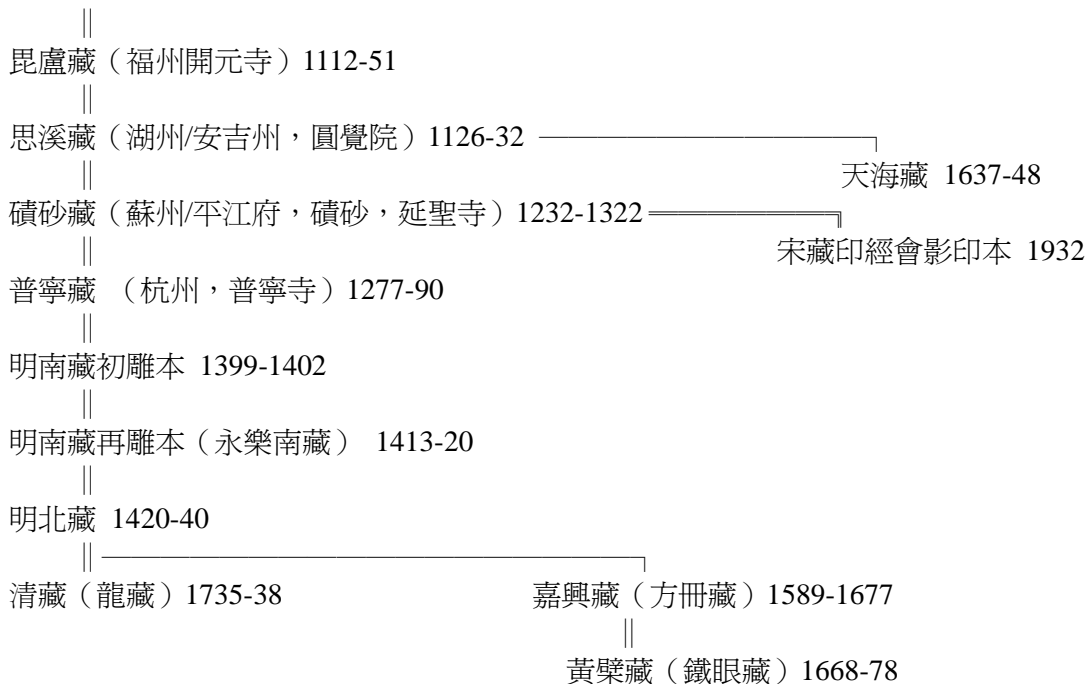 毘盧藏（福州開元寺）1112-51
思溪藏（湖州/安吉州，圓覺院）1126-32
天海藏 1637-48
磧砂藏（蘇州/平江府，磧砂，延聖寺）1232-1322
宋藏印經會影印本 1932
普寧藏 （杭州，普寧寺）1277-90
明南藏初雕本 1399-1402
明南藏再雕本（永樂南藏） 1413-20
明北藏 1420-40
清藏（龍藏）1735-38
嘉興藏（方冊藏）1589-1677
黃檗藏（鐵眼藏）1668-78